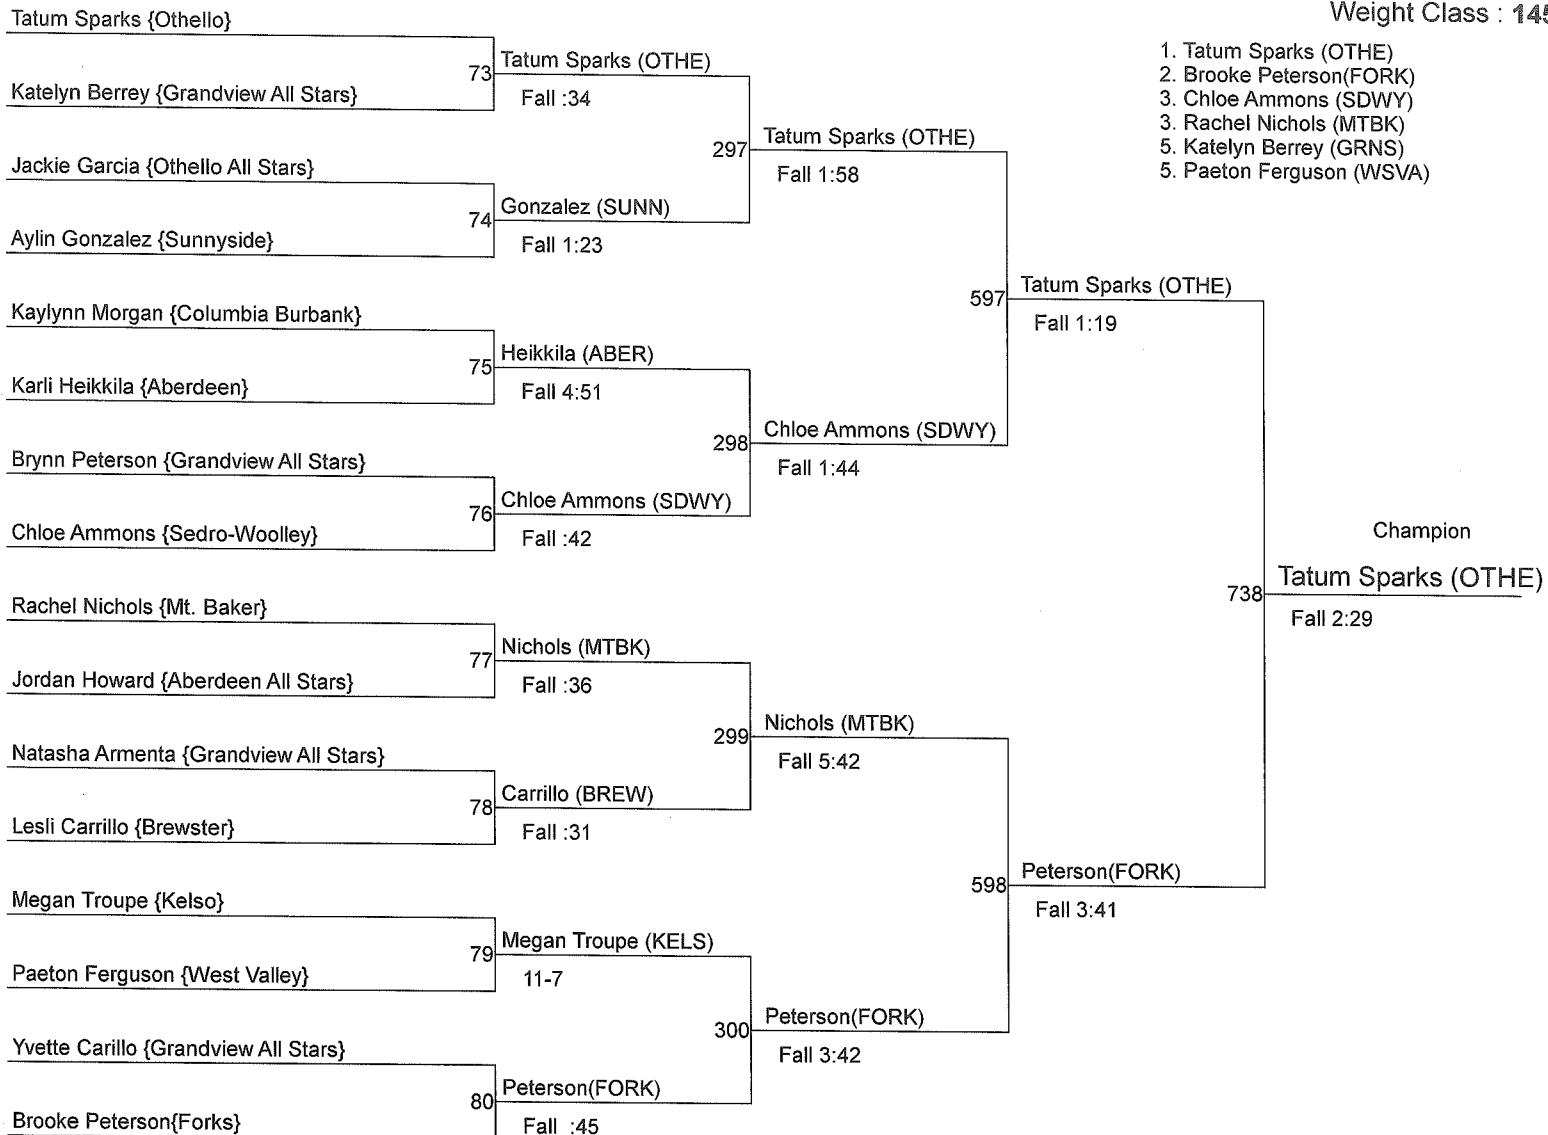 Weight Class : 145
1. Tatum Sparks (OTHE)
2. Brooke Peterson(FORK)
3. Chloe Ammons (SDWY)
3. Rachel Nichols (MTBK)
5. Katelyn Berrey (GRNS)
5. Paeton Ferguson (WSVA)
Tatum Sparks {Othello}
Katelyn Berrey {Grandview All Stars}
Jackie Garcia {Othello All Stars}
Aylin Gonzalez {Sunnyside}
Kaylynn Morgan {Columbia Burbank}
Karli Heikkila {Aberdeen}
Brynn Peterson {Grandview All Stars}
Chloe Ammons {Sedro-Woolley}
Rachel Nichols {Mt. Baker}
Jordan Howard {Aberdeen All Stars}
Natasha Armenta {Grandview All Stars}
Lesli Carrillo {Brewster}
Megan Troupe {Kelso}
Paeton Ferguson {West Valley}
Yvette Carillo {Grandview All Stars}
Brooke Peterson{Forks}
73
Tatum Sparks (OTHE)
Fall :34
74
Gonzalez (SUNN)
Fall 1:23
75
Heikkila (ABER)
Fall 4:51
76
Chloe Ammons (SDWY)
Fall :42
77
Nichols (MTBK)
Fall :36
78
Carrillo (BREW)
Fall :31
79
Megan Troupe (KELS)
11-7
80
Peterson(FORK)
Fall :45
297
Tatum Sparks (OTHE)
Fall 1:58
298
Chloe Ammons (SDWY)
Fall 1:44
299
Nichols (MTBK)
Fall 5:42
300
Peterson(FORK)
Fall 3:42
597
Tatum Sparks (OTHE)
Fall 1:19
598
Peterson(FORK)
Fall 3:41
738
Champion
Tatum Sparks (OTHE)
Fall 2:29